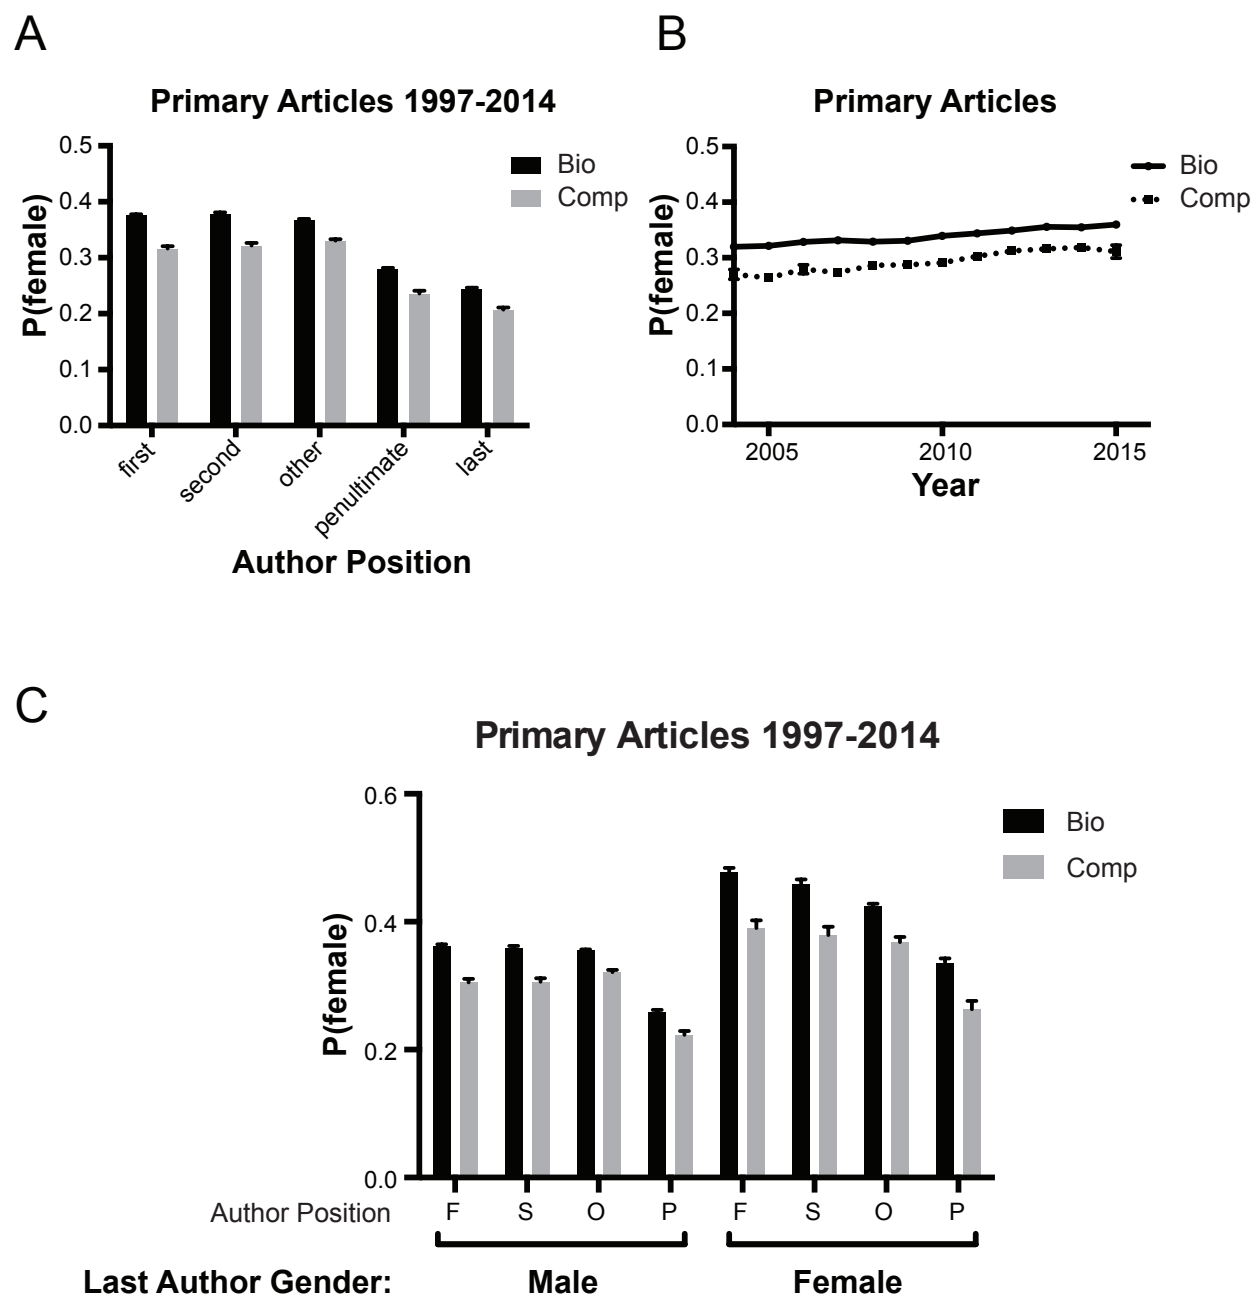 A
Primary Articles 1997-2014
0.5
0.4
0.3
0.2
0.1
0.0
P(female)
Bio
Comp
first
second
other
penultimate
last
Author Position
B
Primary Articles
0.5
0.4
0.3
0.2
0.1
0.0
P(female)
Bio
Comp
2005
2010
2015
Year
C
Primary Articles 1997-2014
0.6
0.4
0.2
0.0
P(female)
Bio
Comp
Author Position F S O P F S O P
Last Author Gender: Male Female